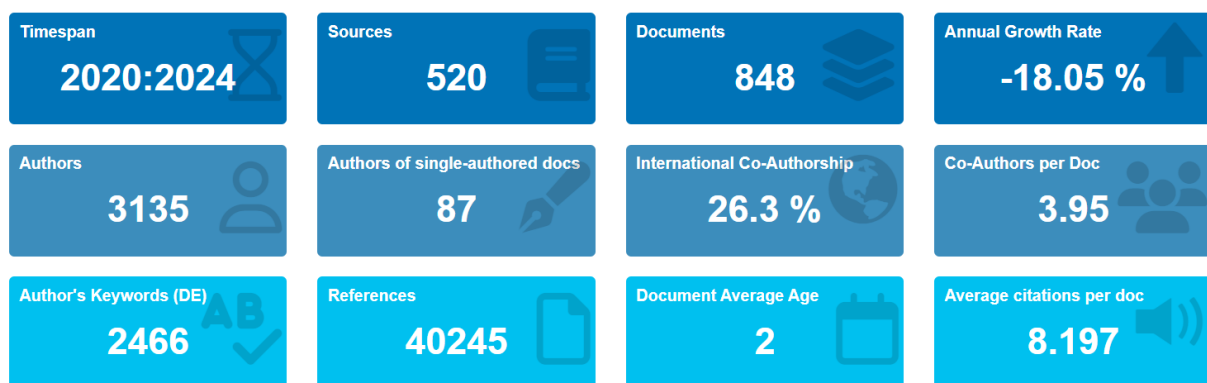 Timespan
2020:2024
Sources
520
Documents
848
Annual Growth Rate
-18.05 %
Authors
3135
Authors of single-authored docs
87
International Co-Authorship
26.3 %
Co-Authors per Doc
3.95
Author's Keywords (DE)
AB
2466
References
40245
Document Average Age
2
Average citations per doc
8.197